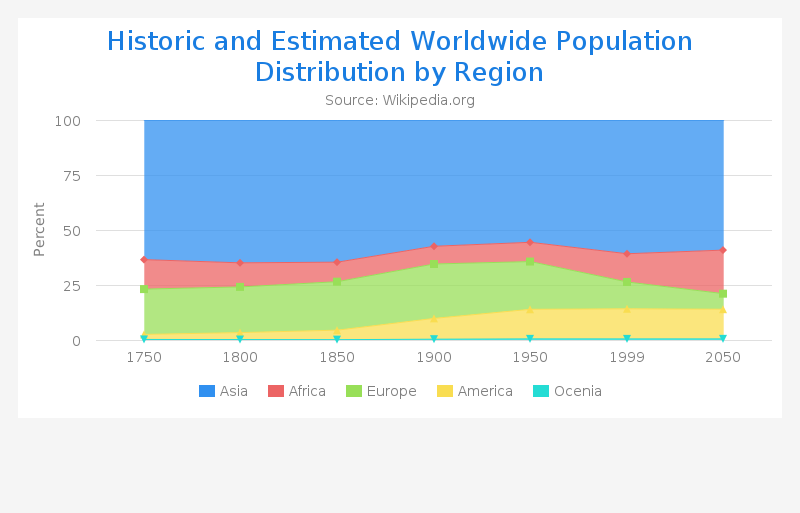 Historic and Estimated Worldwide Population
Distribution by Region
Source: Wikipedia.org
100
75
50
25
0
Percent
1750 1800 1850 1900 1950 1999 2050
Asia Africa Europe America Ocenia